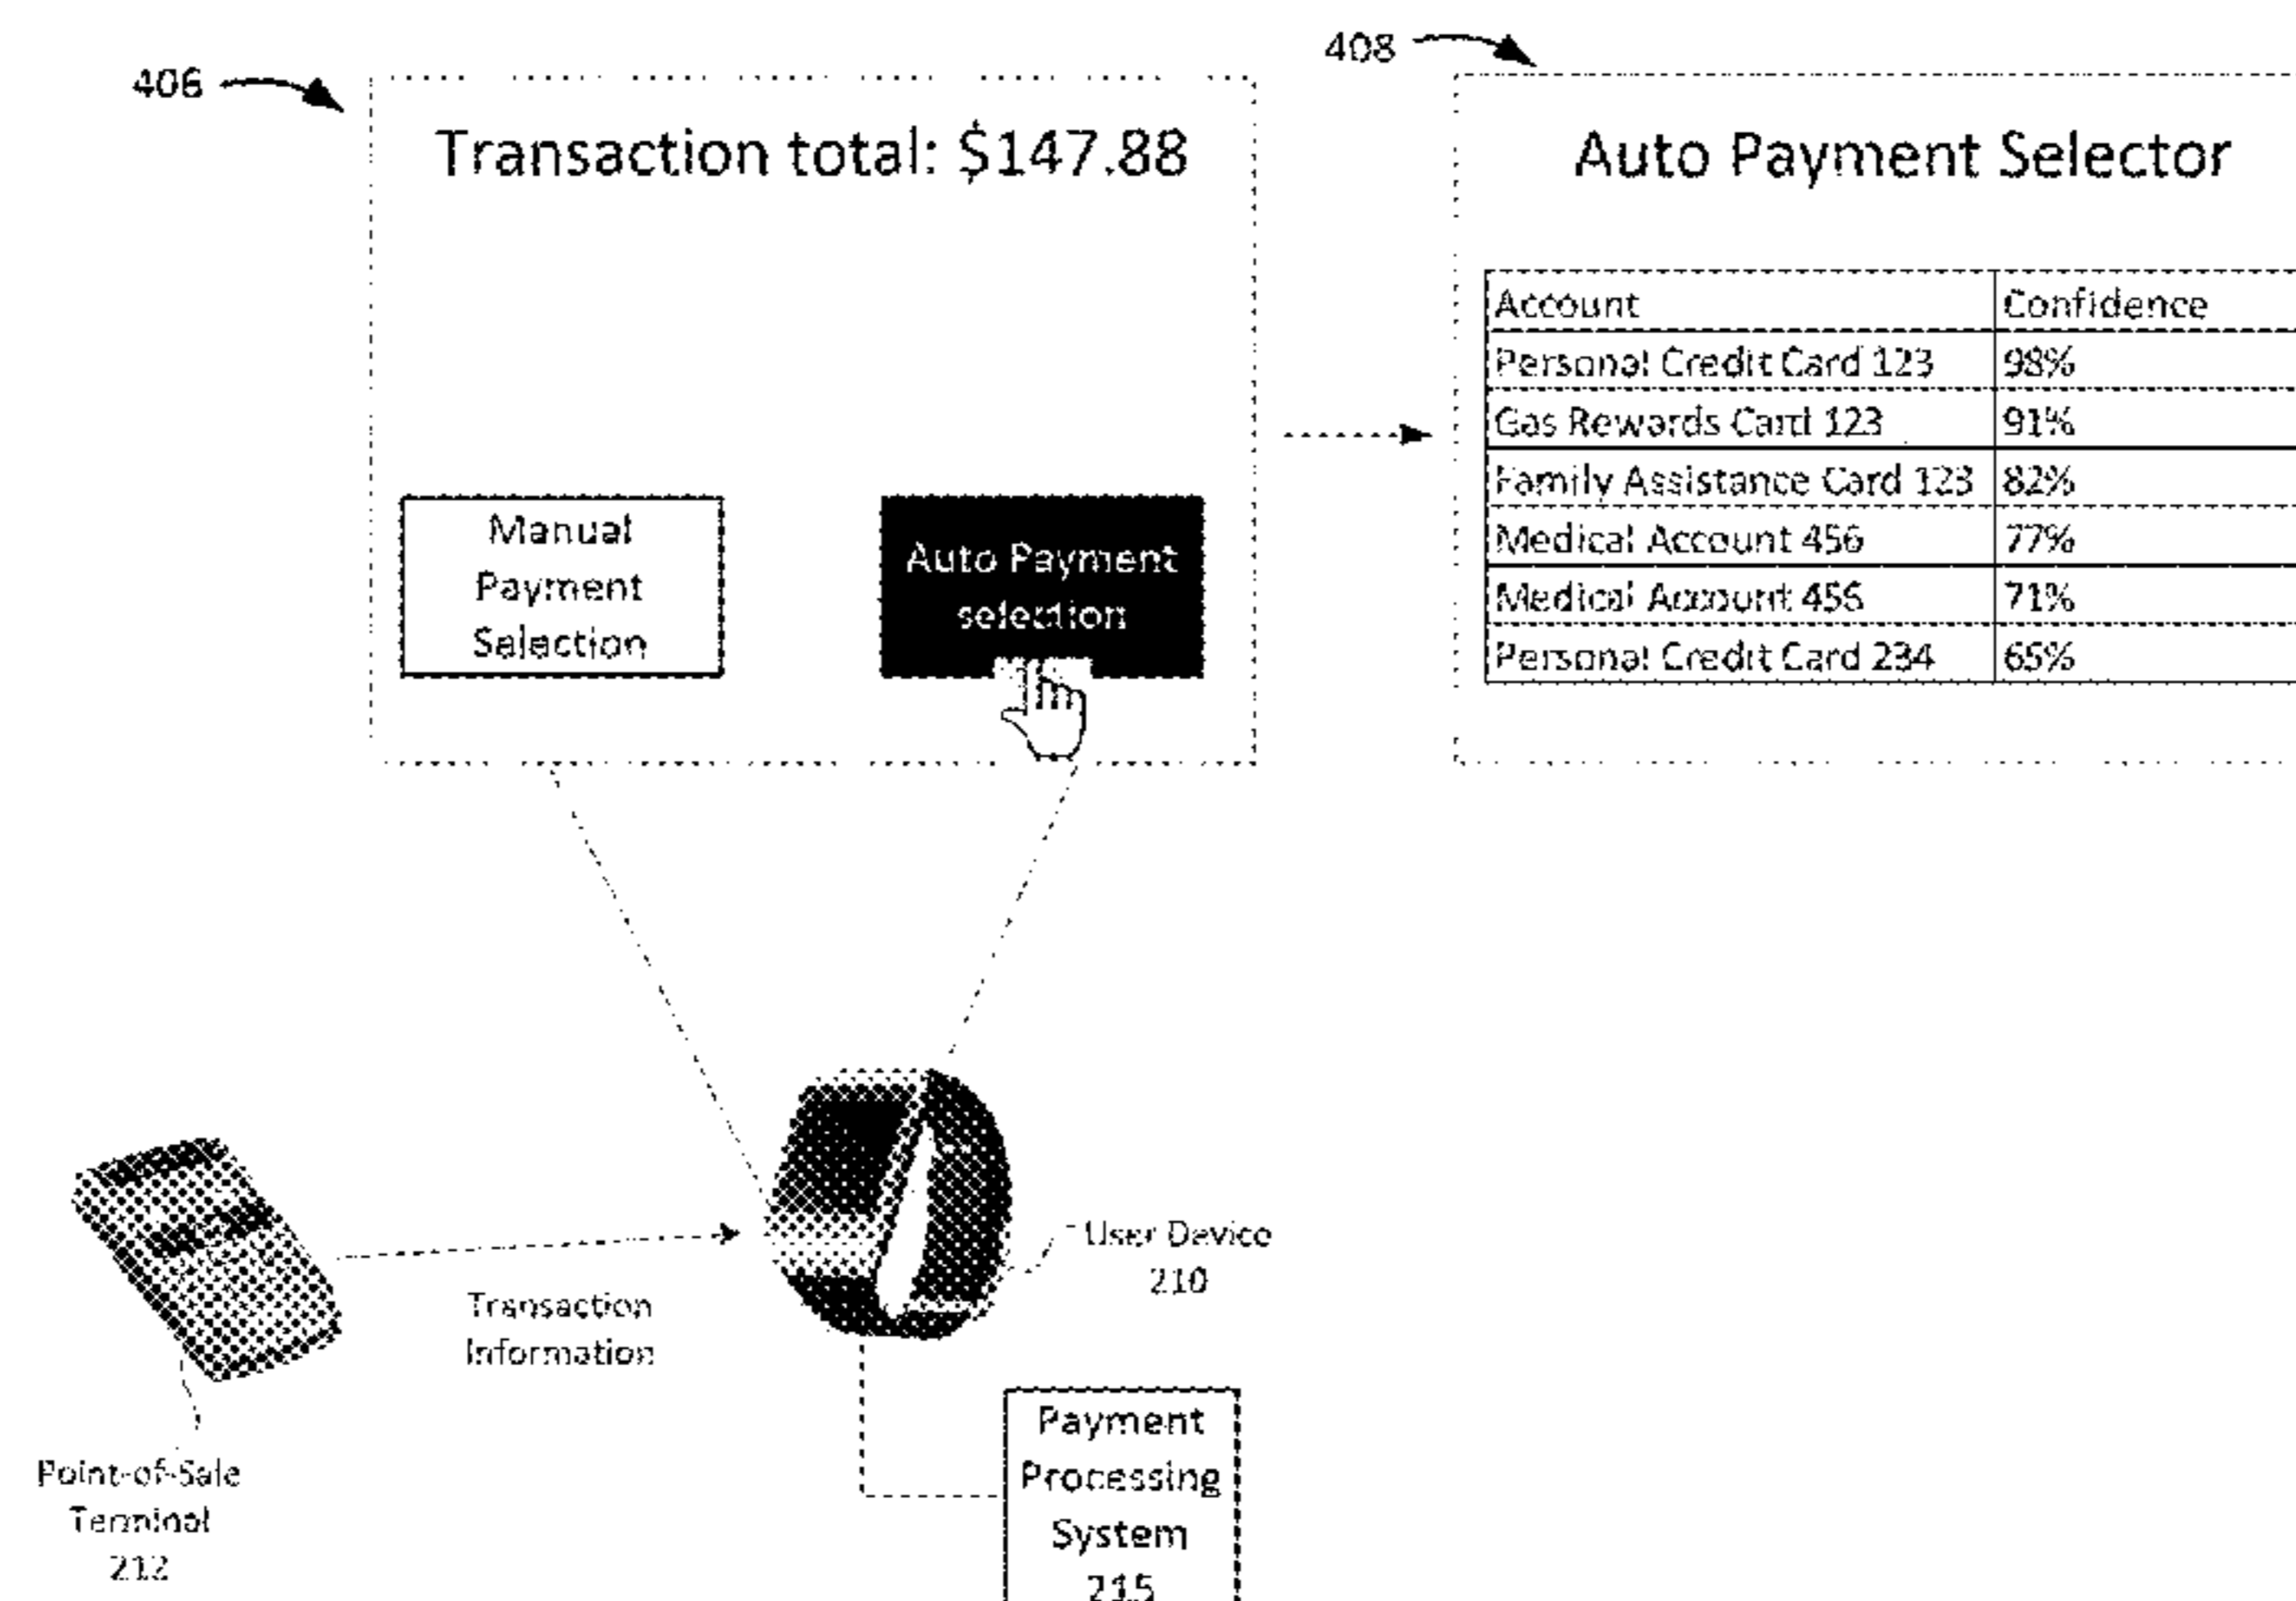 406
Transaction total: $147.88
Manual
Payment
Selection
Auto Payment
selection
408
Auto Payment Selector
Account Confidence
Personal Credit Card 123 98%
Gas Rewards Card 123 91%
Family Assistance Card 123 82%
Medical Account 456 77%
Medical Account 456 71%
Personal Credit Card 234 65%
Transaction
Information
User Device
210
Point-of-Sale
Terminal
212
Payment
Processing
System
215